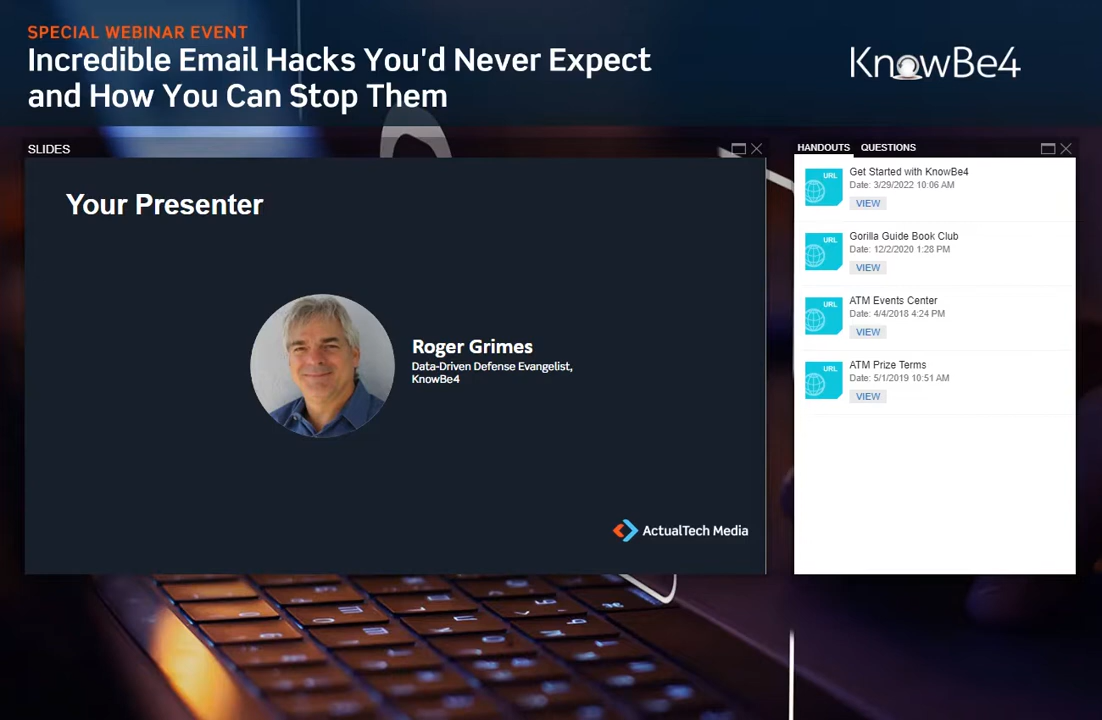 SPECIAL WEBINAR EVENT
Incredible Email Hacks You'd Never Expect
and How You Can Stop Them
KnowBe4
SLIDES
Your Presenter
Roger Grimes
Data-Driven Defense Evangelist,
KnowBe4
ActualTech Media
HANDOUTS QUESTIONS
URL
Get Started with KnowBe4
Date: 3/29/2022 10:06 AM
VIEW
URL
Gorilla Guide Book Club
Date: 12/2/2020 1:28 PM
VIEW
URL
ATM Events Center
Date: 4/4/2018 4:24 PM
VIEW
URL
ATM Prize Terms
Date: 5/1/2019 10:51 AM
VIEW